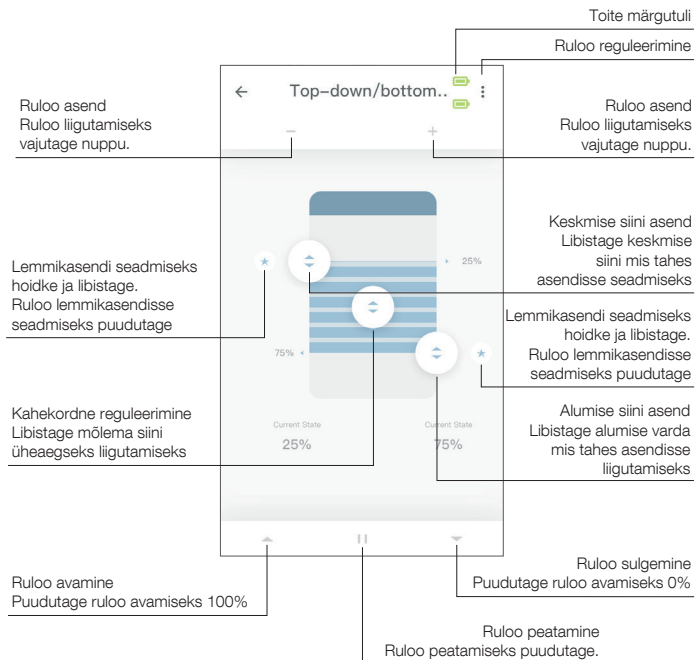 Toite märgutuli
Ruloo reguleerimine
Top-down/bottom..
Ruloo asend
Ruloo liigutamiseks
vajutage nuppu.
Ruloo asend
Ruloo liigutamiseks
vajutage nuppu.
Keskmise siini asend
Libistage keskmise
siini mis tahes
asendisse seadmiseks
25%
Lemmikasendi seadmiseks
hoidke ja libistage.
Ruloo lemmikasendisse
seadmiseks puudutage
Lemmikasendi seadmiseks
hoidke ja libistage.
Ruloo lemmikasendisse
seadmiseks puudutage
75%
Kahekordne reguleerimine
Libistage mõlema siini
üheaegseks liigutamiseks
Current State
25%
Current State
75%
Alumise siini asend
Libistage alumise varda
mis tahes asendisse
liigutamiseks
Ruloo avamine
Puudutage ruloo avamiseks 100%
Ruloo sulgemine
Puudutage ruloo avamiseks 0%
Ruloo peatamine
Ruloo peatamiseks puudutage.